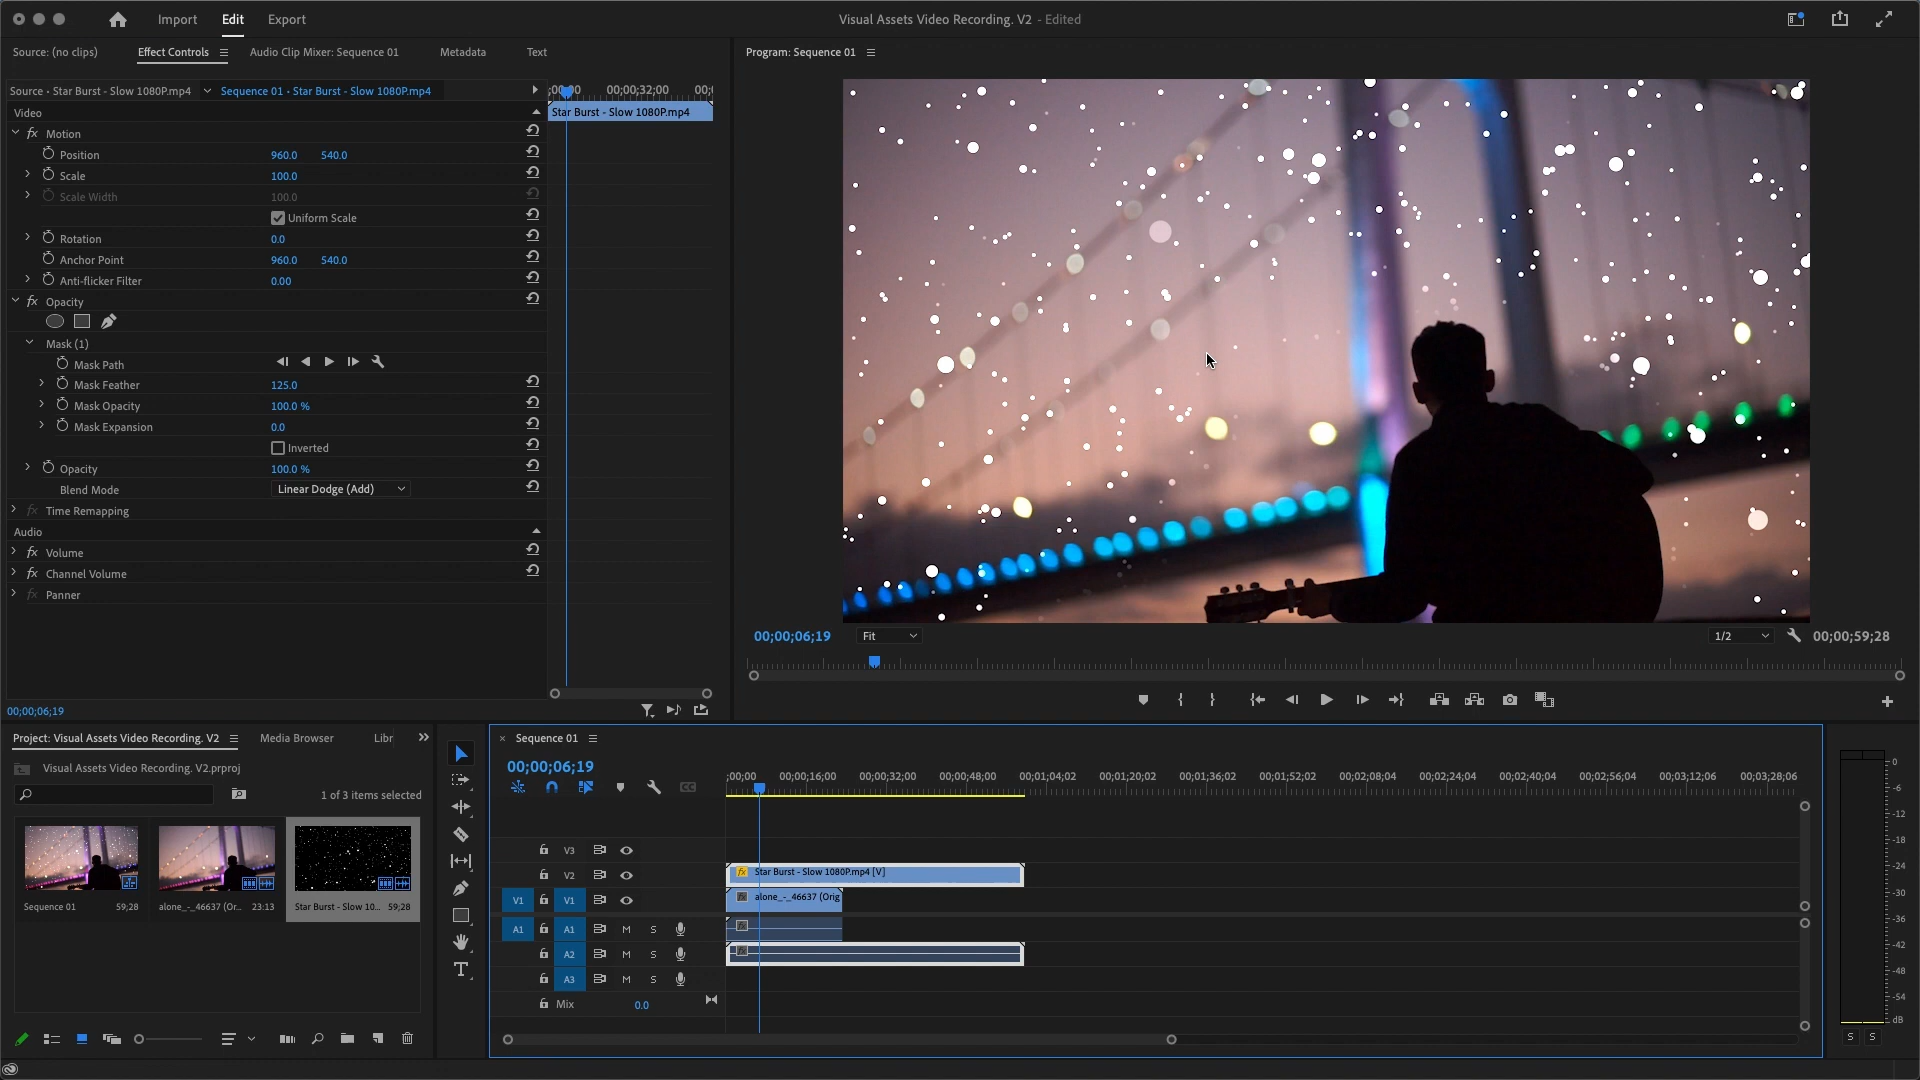 Import
Edit
Export
Visual Assets Video Recording. V2 - Edited
Source: (no clips)
Effect Controls
Audio Clip Mixer: Sequence 01
Metadata
Text
Program: Sequence 01
Source • Star Burst - Slow 1080P.mp4
Sequence 01 • Star Burst - Slow 1080P.mp4
00;00;32;00
Video
Star Burst - Slow 1080P.mp4
fx Motion
Position 960.0 540.0
Scale 100.0
Scale Width 100.0
Uniform Scale
Rotation 0.0
Anchor Point 960.0 540.0
Anti-flicker Filter 0.00
fx Opacity
Mask (1)
Mask Path
Mask Feather 125.0
Mask Opacity 100.0 %
Mask Expansion 0.0
Inverted
Opacity 100.0 %
Blend Mode Linear Dodge (Add)
fx Time Remapping
Audio
fx Volume
fx Channel Volume
fx Panner
00;00;06;19
00;00;06;19
Fit
1/2
00;00;59;28
Project: Visual Assets Video Recording. V2
Media Browser
Libr
Visual Assets Video Recording. V2.prproj
1 of 3 items selected
Sequence 01 59;28
alone_-_46637 (Or... 23:13
Star Burst - Slow 10... 59;28
Sequence 01
00;00;06;19
;00;00 00;00;16;00 00;00;32;00 00;00;48;00 00;01;04;02 00;01;20;02 00;01;36;02 00;01;52;02 00;02;08;04 00;02;24;04 00;02;40;04 00;02;56;04 00;03;12;06 00;03;28;06
V3
V2
fx Star Burst - Slow 1080P.mp4 [V]
V1 V1
alone_-_46637 (Orig
A1 A1 M S
A2 M S
A3 M S
Mix 0.0
0
-6
-12
-18
-24
-30
-36
-42
-48
-54
dB
S S